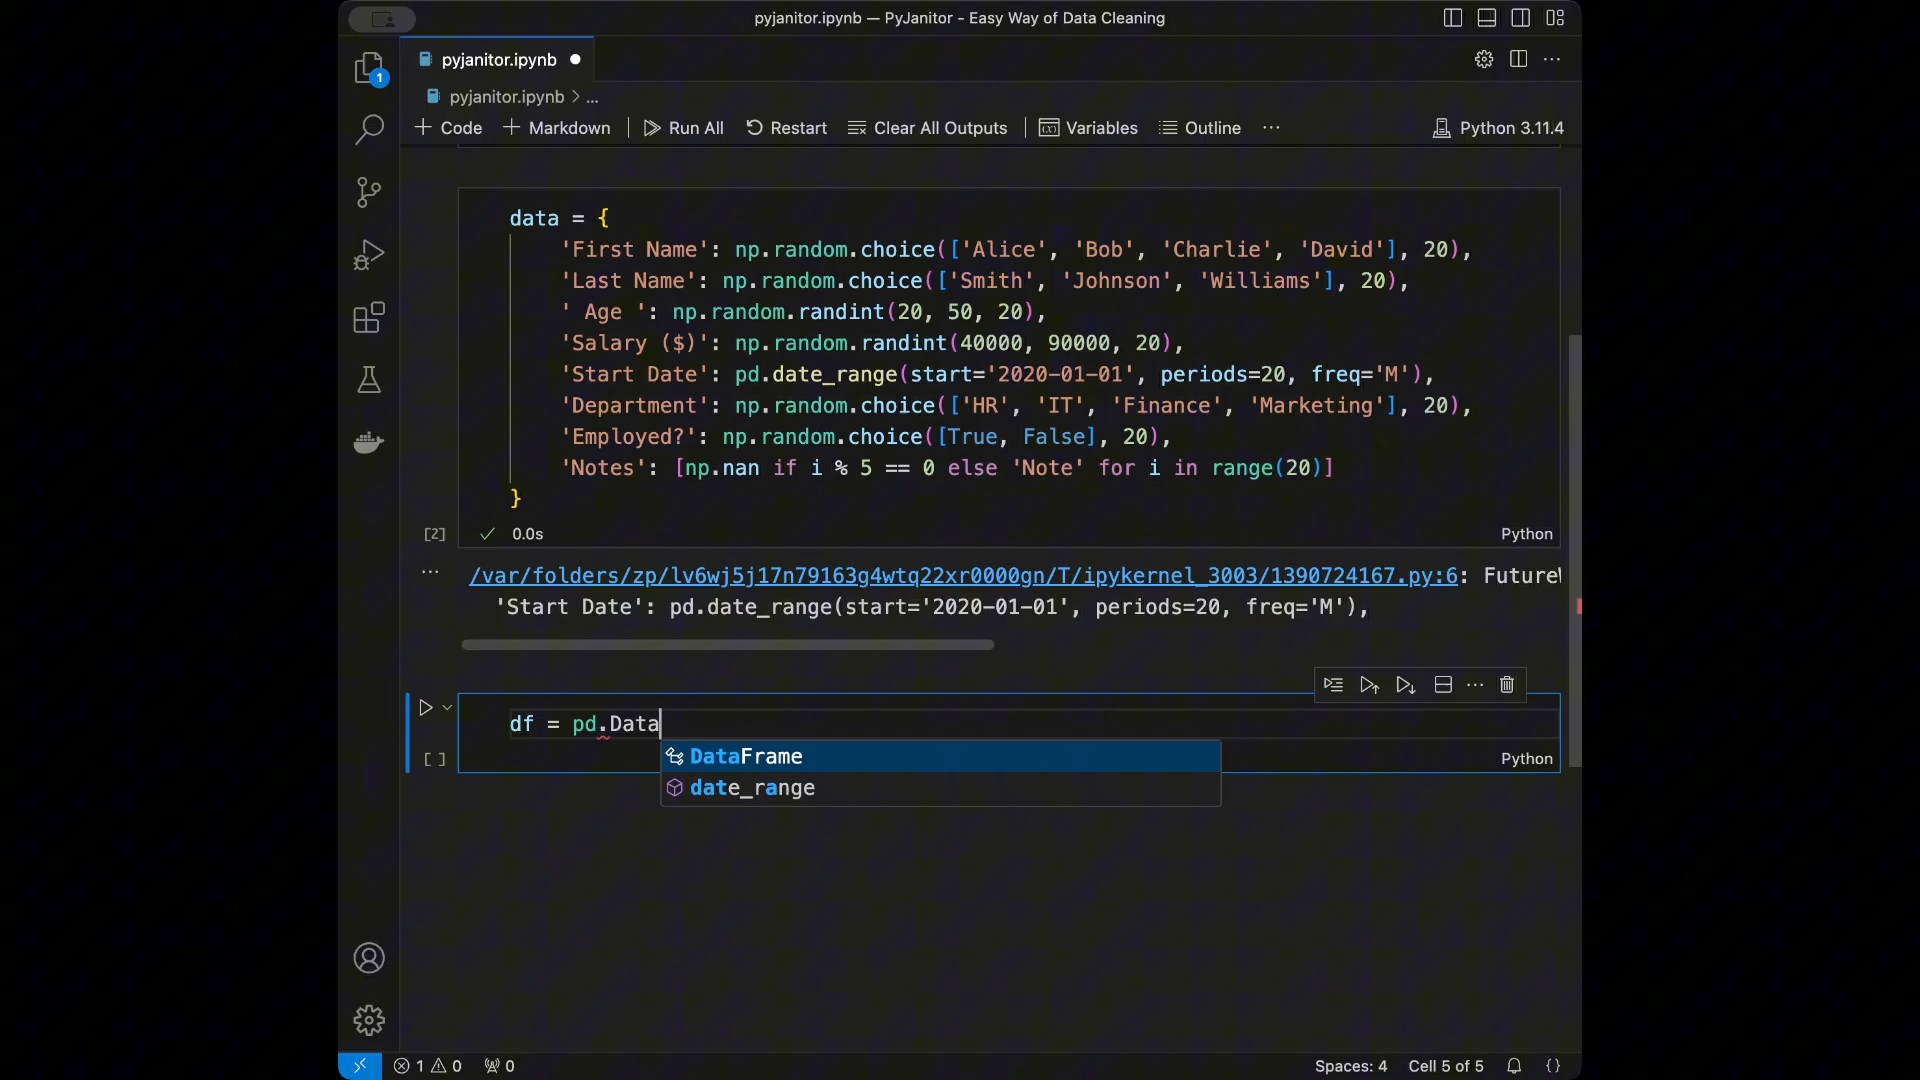 pyjanitor.ipynb — PyJanitor - Easy Way of Data Cleaning
1
pyjanitor.ipynb
pyjanitor.ipynb > ...
+ Code + Markdown Run All Restart Clear All Outputs Variables Outline ... Python 3.11.4
data = {
'First Name': np.random.choice(['Alice', 'Bob', 'Charlie', 'David'], 20),
'Last Name': np.random.choice(['Smith', 'Johnson', 'Williams'], 20),
' Age ': np.random.randint(20, 50, 20),
'Salary ($)': np.random.randint(40000, 90000, 20),
'Start Date': pd.date_range(start='2020-01-01', periods=20, freq='M'),
'Department': np.random.choice(['HR', 'IT', 'Finance', 'Marketing'], 20),
'Employed?': np.random.choice([True, False], 20),
'Notes': [np.nan if i % 5 == 0 else 'Note' for i in range(20)]
}
[2] 0.0s Python
... /var/folders/zp/lv6wj5j17n79163g4wtq22xr0000gn/T/ipykernel_3003/1390724167.py:6: Future
'Start Date': pd.date_range(start='2020-01-01', periods=20, freq='M'),
df = pd.Data
DataFrame
[ ] Python
date_range
1 0 0 Spaces: 4 Cell 5 of 5 {}